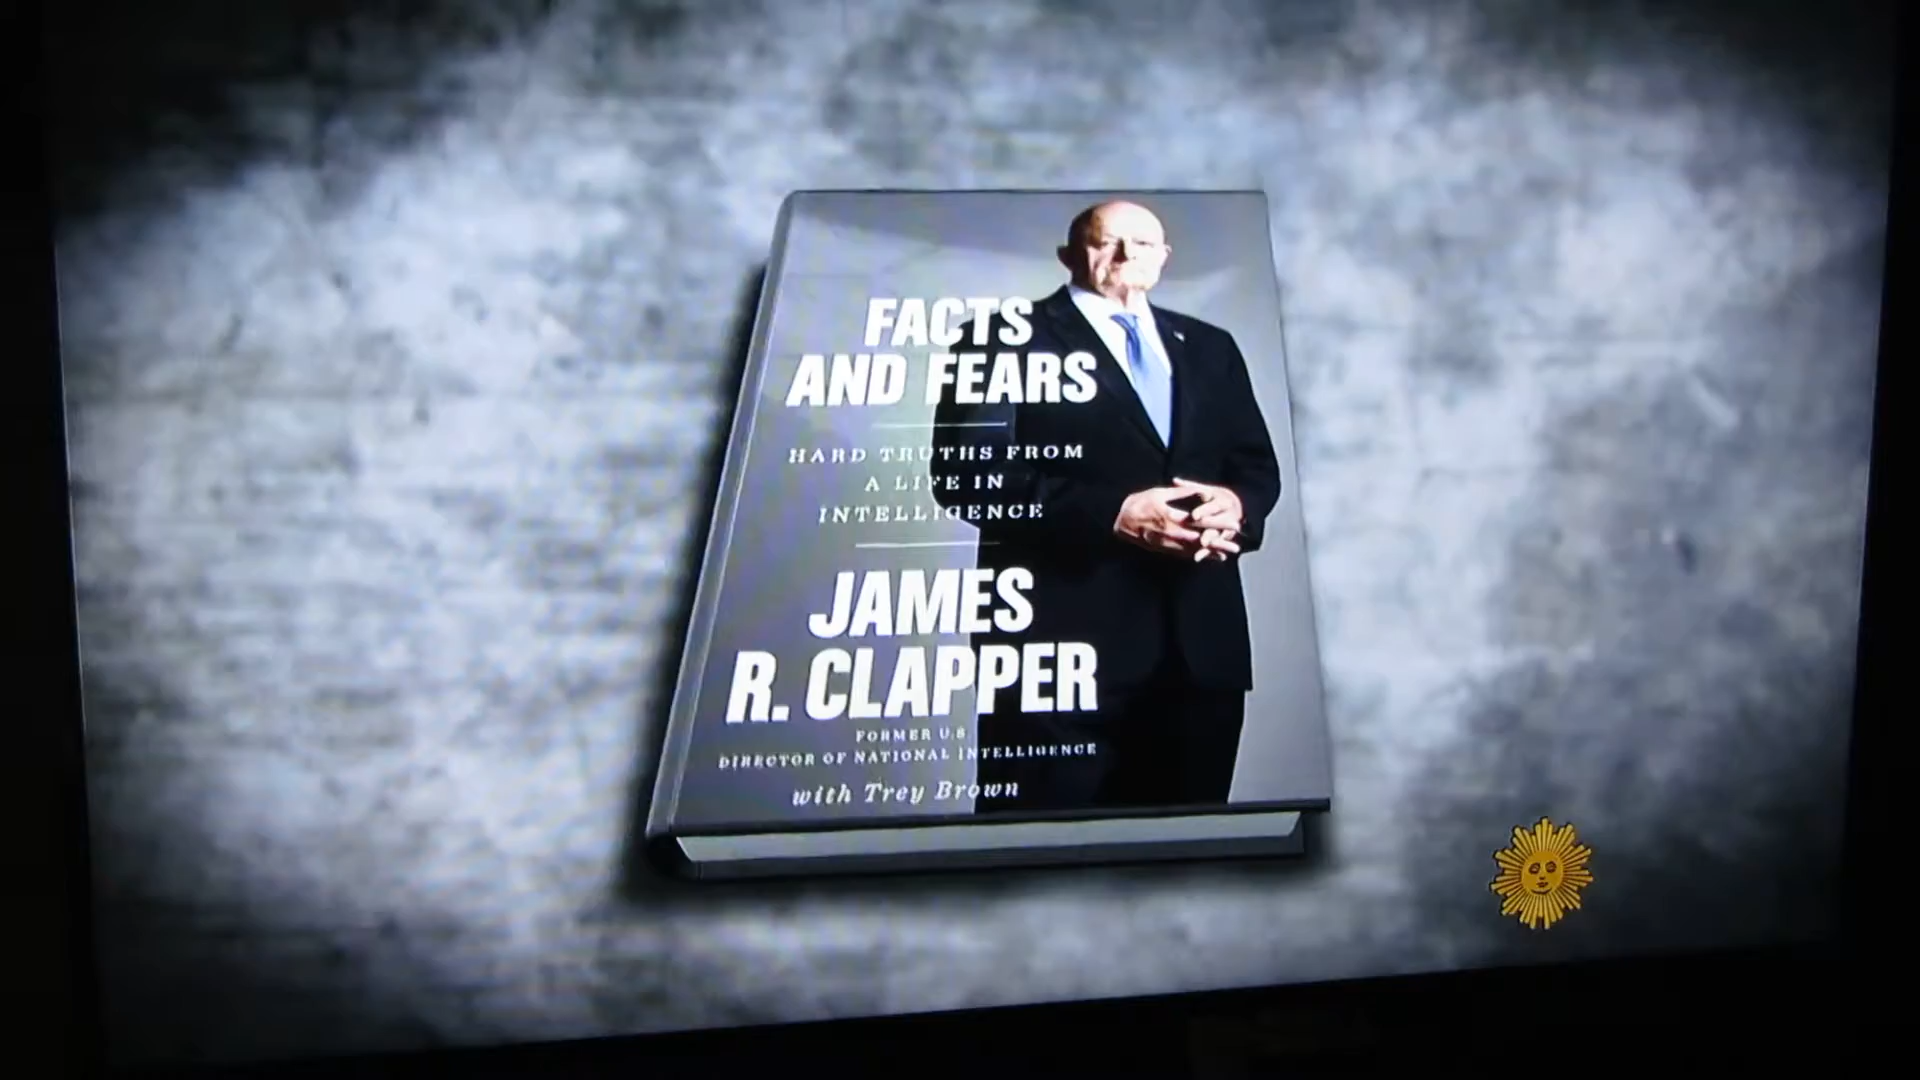 FACTS
AND FEARS
HARD TRUTHS FROM
A LIFE IN
INTELLIGENCE
JAMES
R. CLAPPER
FORMER U.S.
DIRECTOR OF NATIONAL INTELLIGENCE
with Trey Brown